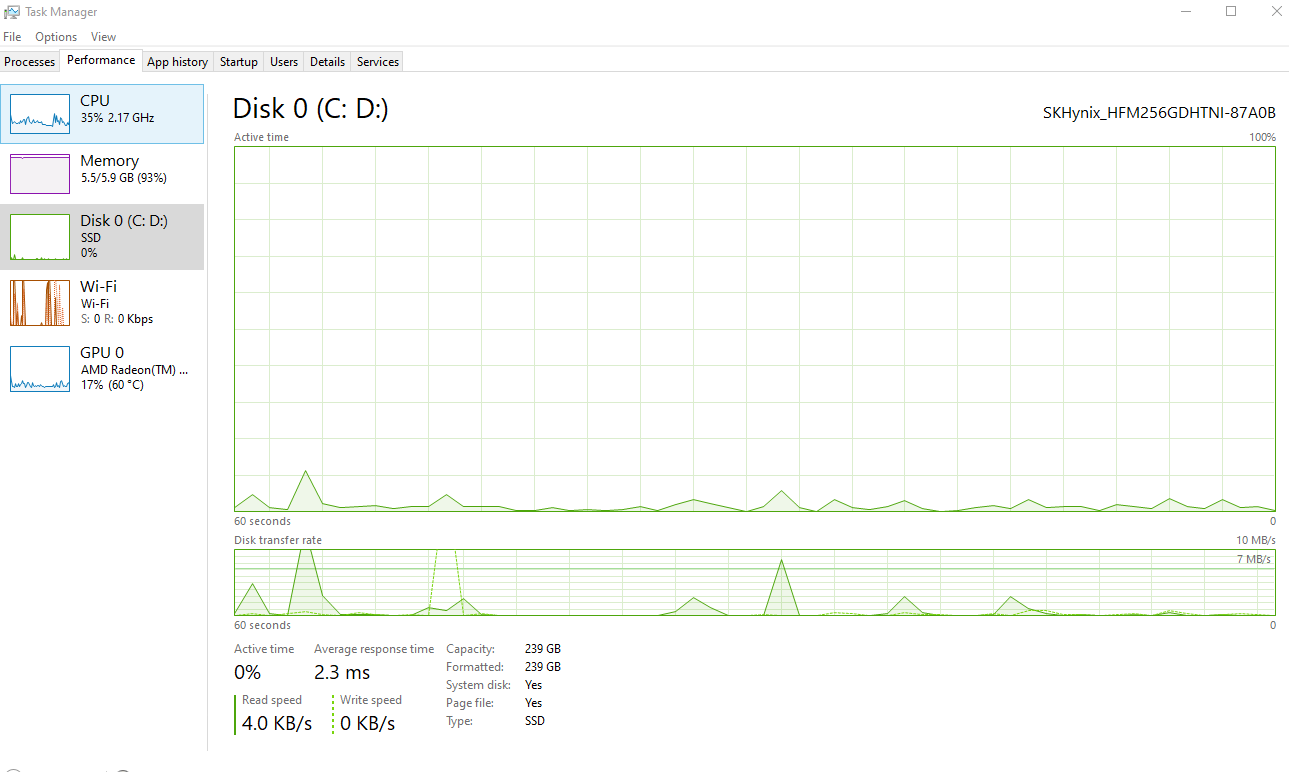 Task Manager
File Options View
Processes Performance App history Startup Users Details Services
CPU
35% 2.17 GHz
Memory
5.5/5.9 GB (93%)
Disk 0 (C: D:)
SSD
0%
Wi-Fi
Wi-Fi
S: 0 R: 0 Kbps
GPU 0
AMD Radeon(TM) ...
17% (60 °C)
Disk 0 (C: D:)
SKHynix_HFM256GDHTNI-87A0B
Active time
100%
60 seconds
0
Disk transfer rate
10 MB/s
7 MB/s
60 seconds
0
Active time
0%
Average response time
2.3 ms
Read speed
4.0 KB/s
Write speed
0 KB/s
Capacity: 239 GB
Formatted: 239 GB
System disk: Yes
Page file: Yes
Type: SSD